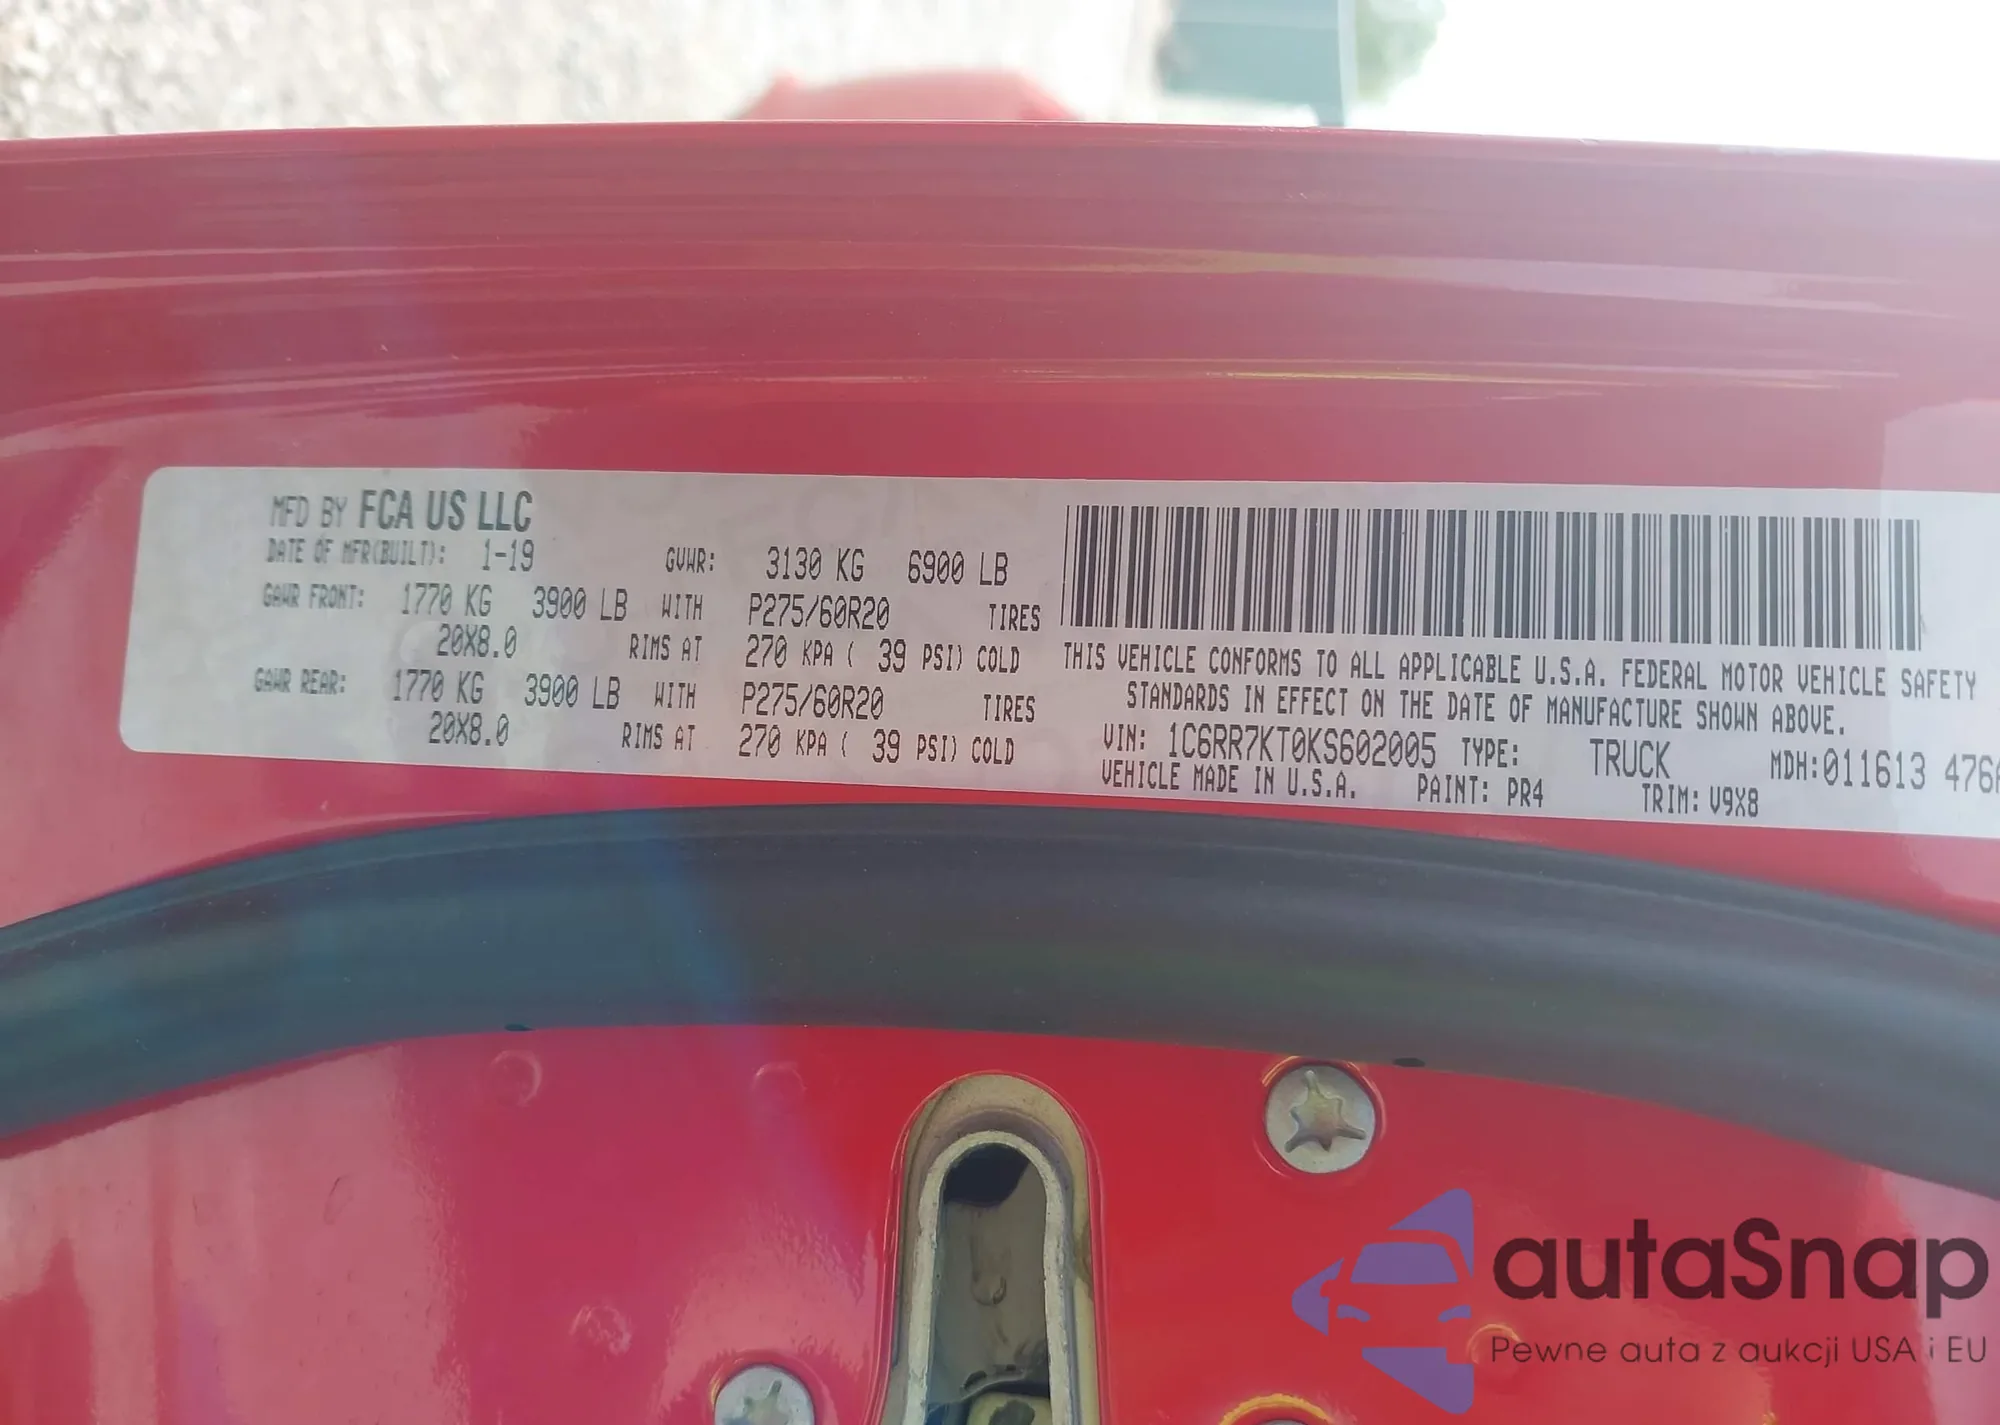 MFD BY FCA US LLC
DATE OF MFR(BUILT): 1-19 GVWR: 3130 KG 6900 LB
GAWR FRONT: 1770 KG 3900 LB WITH P275/60R20 TIRES
20X8.0 RIMS AT 270 KPA ( 39 PSI) COLD
GAWR REAR: 1770 KG 3900 LB WITH P275/60R20 TIRES
20X8.0 RIMS AT 270 KPA ( 39 PSI) COLD
THIS VEHICLE CONFORMS TO ALL APPLICABLE U.S.A. FEDERAL MOTOR VEHICLE SAFETY
STANDARDS IN EFFECT ON THE DATE OF MANUFACTURE SHOWN ABOVE.
VIN: 1C6RR7KT0KS602005 TYPE: TRUCK MDH:011613 476
VEHICLE MADE IN U.S.A. PAINT: PR4 TRIM: V9X8
autaSnap
Pewne auta z aukcji USA i EU